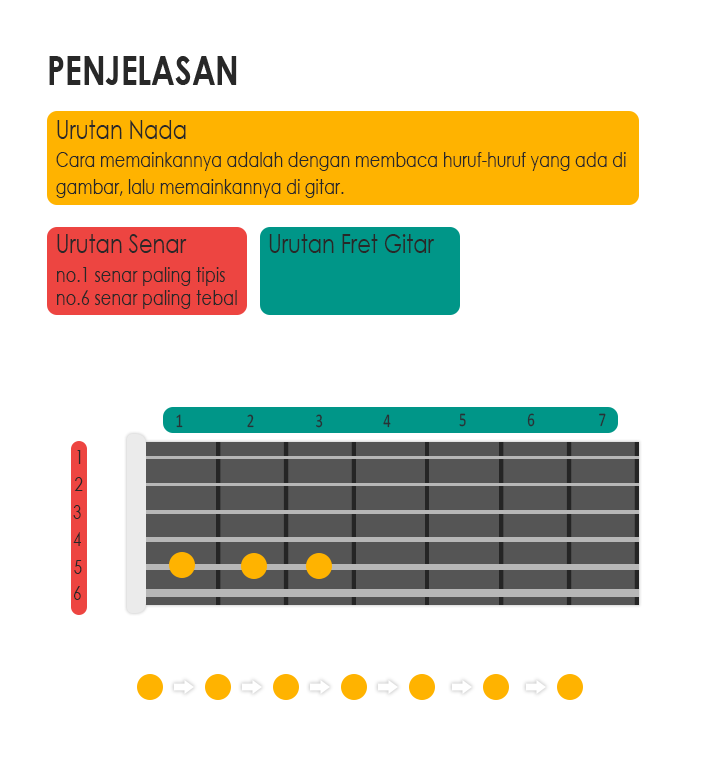 PENJELASAN
Urutan Nada
Cara memainkannya adalah dengan membaca huruf-huruf yang ada di
gambar, lalu memainkannya di gitar.
Urutan Senar
no.1 senar paling tipis
no.6 senar paling tebal
Urutan Fret Gitar
1 2 3 4 5 6 7
1
2
3
4
5
6